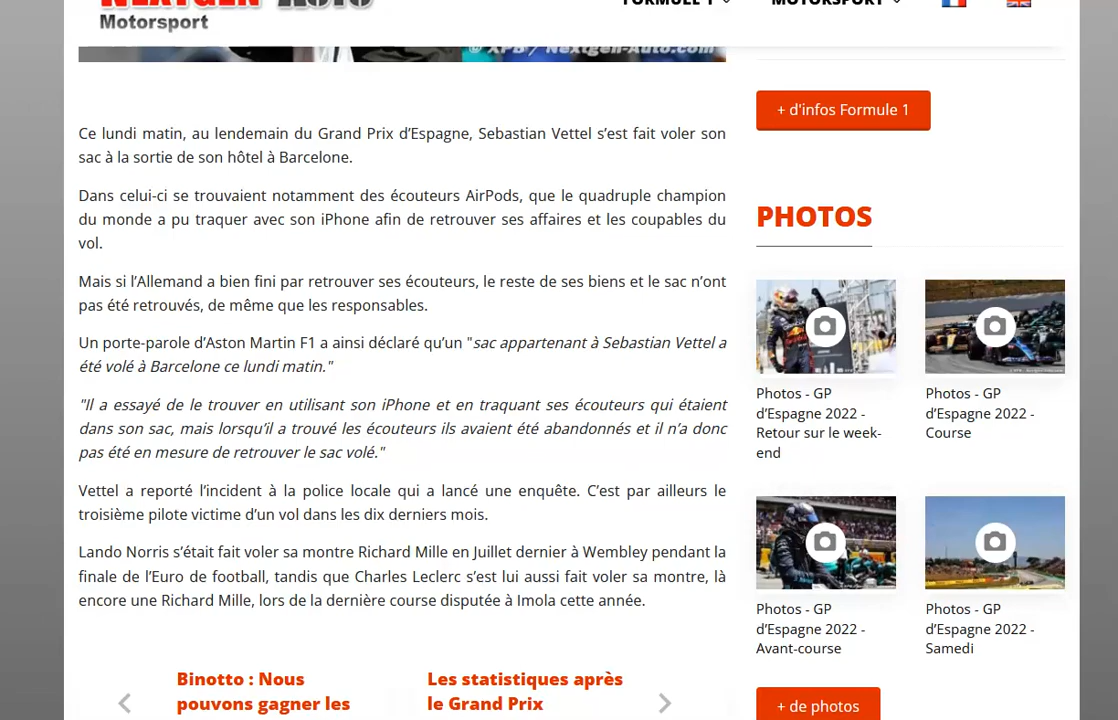 NEXTGEN Auto
FORMULE 1
MOTORSPORT
Motorsport
© XPB / Nextgen-Auto.com
Ce lundi matin, au lendemain du Grand Prix d’Espagne, Sebastian Vettel s’est fait voler son
sac à la sortie de son hôtel à Barcelone.
Dans celui-ci se trouvaient notamment des écouteurs AirPods, que le quadruple champion
du monde a pu traquer avec son iPhone afin de retrouver ses affaires et les coupables du
vol.
Mais si l’Allemand a bien fini par retrouver ses écouteurs, le reste de ses biens et le sac n’ont
pas été retrouvés, de même que les responsables.
Un porte-parole d’Aston Martin F1 a ainsi déclaré qu’un "sac appartenant à Sebastian Vettel a
été volé à Barcelone ce lundi matin."
"Il a essayé de le trouver en utilisant son iPhone et en traquant ses écouteurs qui étaient
dans son sac, mais lorsqu’il a trouvé les écouteurs ils avaient été abandonnés et il n’a donc
pas été en mesure de retrouver le sac volé."
Vettel a reporté l’incident à la police locale qui a lancé une enquête. C’est par ailleurs le
troisième pilote victime d’un vol dans les dix derniers mois.
Lando Norris s’était fait voler sa montre Richard Mille en Juillet dernier à Wembley pendant la
finale de l’Euro de football, tandis que Charles Leclerc s’est lui aussi fait voler sa montre, là
encore une Richard Mille, lors de la dernière course disputée à Imola cette année.
Binotto : Nous
pouvons gagner les
Les statistiques après
le Grand Prix
+ d'infos Formule 1
PHOTOS
Photos - GP
d’Espagne 2022 -
Retour sur le week-
end
Photos - GP
d’Espagne 2022 -
Course
Photos - GP
d’Espagne 2022 -
Avant-course
Photos - GP
d’Espagne 2022 -
Samedi
+ de photos